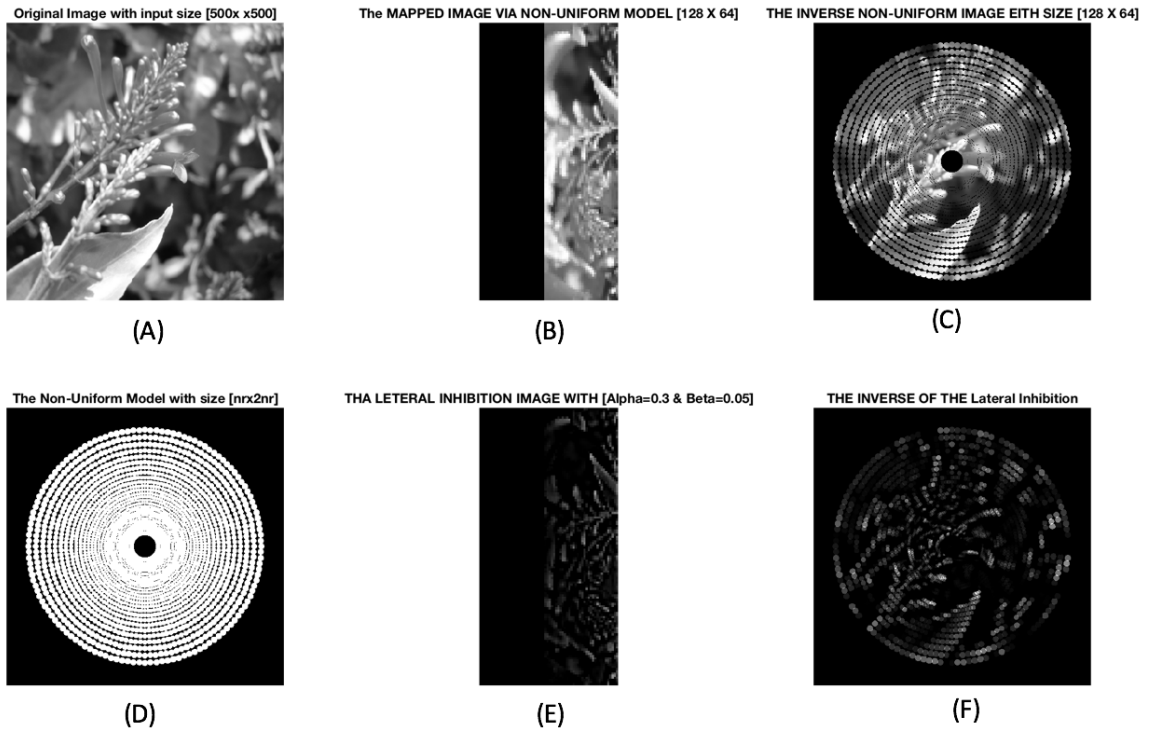 Original Image with input size [500x x500]
The MAPPED IMAGE VIA NON-UNIFORM MODEL [128 X 64]
THE INVERSE NON-UNIFORM IMAGE EITH SIZE [128 X 64]
(A)
(B)
(C)
The Non-Uniform Model with size [nrx2nr]
THA LETERAL INHIBITION IMAGE WITH [Alpha=0.3 & Beta=0.05]
THE INVERSE OF THE Lateral Inhibition
(D)
(E)
(F)